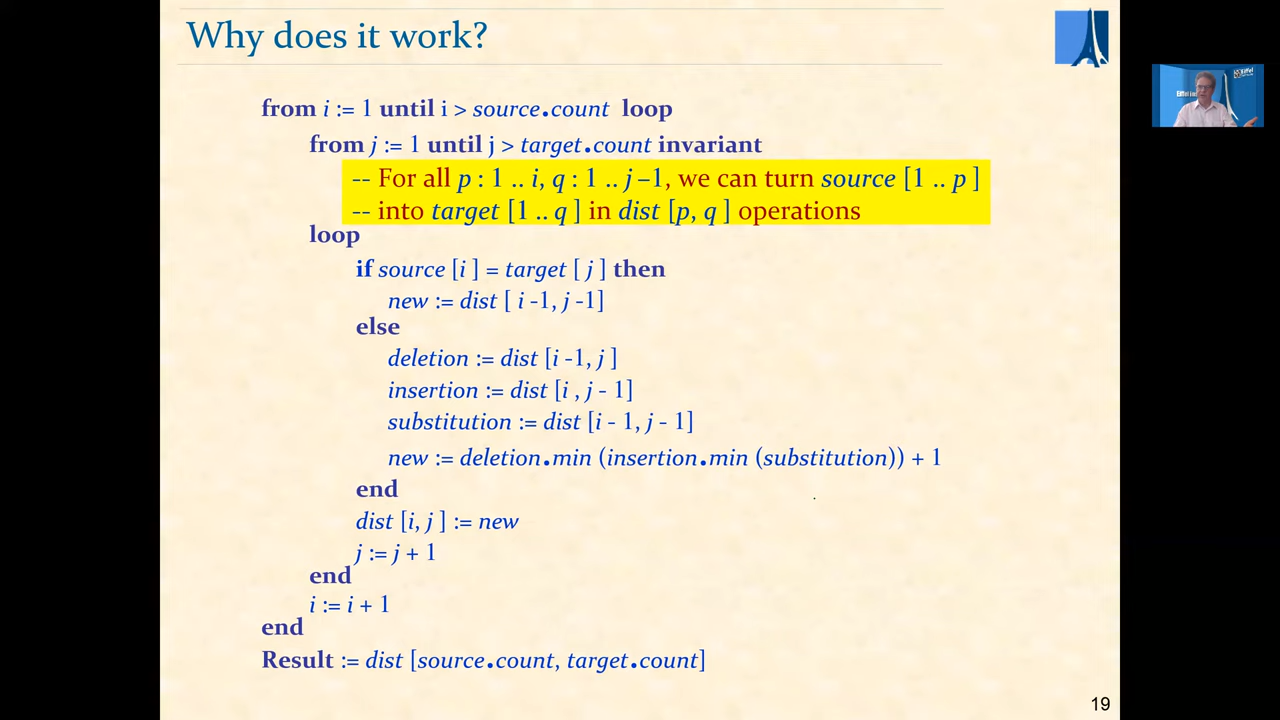 Why does it work?
from i := 1 until i > source.count loop
from j := 1 until j > target.count invariant
-- For all p : 1 .. i, q : 1 .. j –1, we can turn source [1 .. p ]
-- into target [1 .. q ] in dist [p, q ] operations
loop
if source [i ] = target [ j ] then
new := dist [ i -1, j -1]
else
deletion := dist [i -1, j ]
insertion := dist [i , j - 1]
substitution := dist [i - 1, j - 1]
new := deletion.min (insertion.min (substitution)) + 1
end
dist [i, j ] := new
j := j + 1
end
i := i + 1
end
Result := dist [source.count, target.count]
19